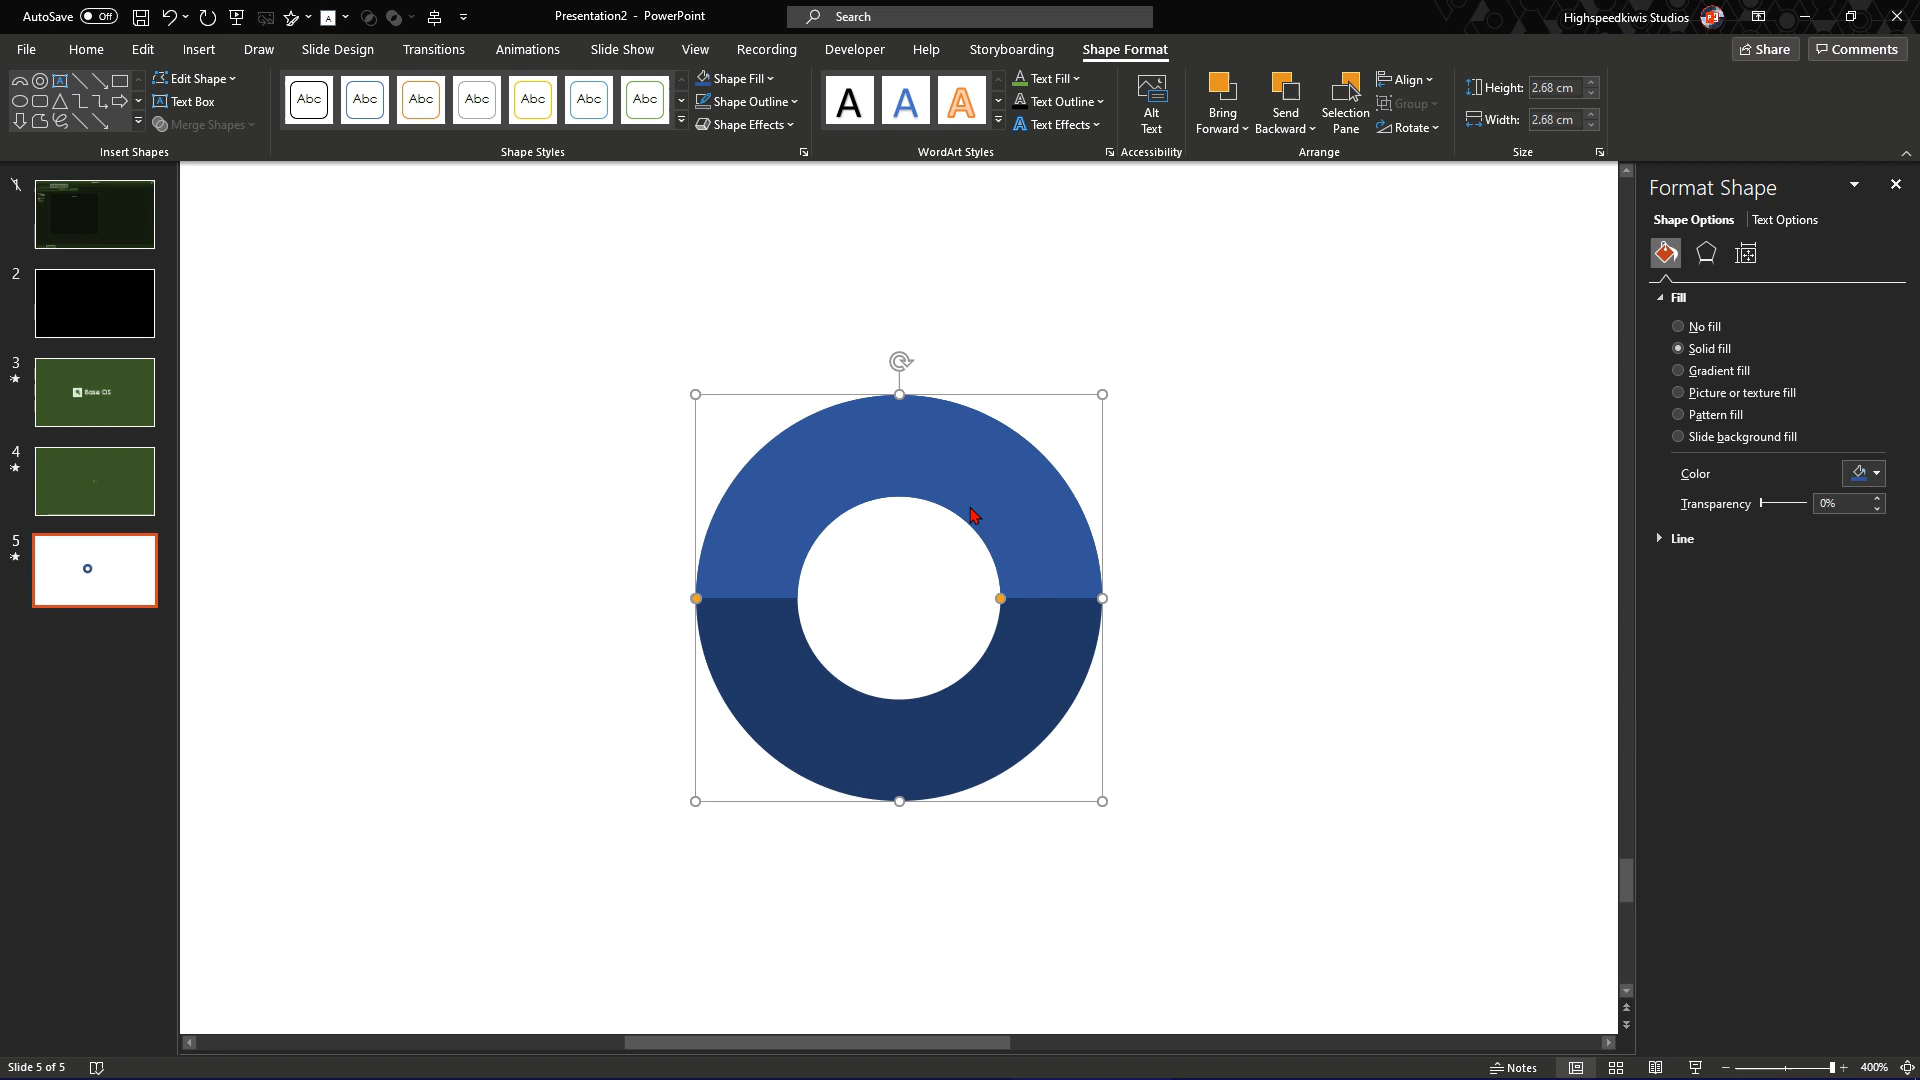 AutoSave Off
Presentation2 - PowerPoint
Search
Highspeedkiwis Studios
File Home Edit Insert Draw Slide Design Transitions Animations Slide Show View Recording Developer Help Storyboarding Shape Format
Share Comments
Edit Shape
Text Box
Merge Shapes
Insert Shapes
Abc Abc Abc Abc Abc Abc Abc
Shape Fill
Shape Outline
Shape Effects
Shape Styles
A A A
Text Fill
Text Outline
Text Effects
WordArt Styles
Alt
Text
Accessibility
Bring
Forward
Send
Backward
Selection
Pane
Align
Group
Rotate
Arrange
Height: 2.68 cm
Width: 2.68 cm
Size
1
2
3
Base OS
4
5
Format Shape
Shape Options Text Options
Fill
No fill
Solid fill
Gradient fill
Picture or texture fill
Pattern fill
Slide background fill
Color
Transparency 0%
Line
Slide 5 of 5
Notes
400%